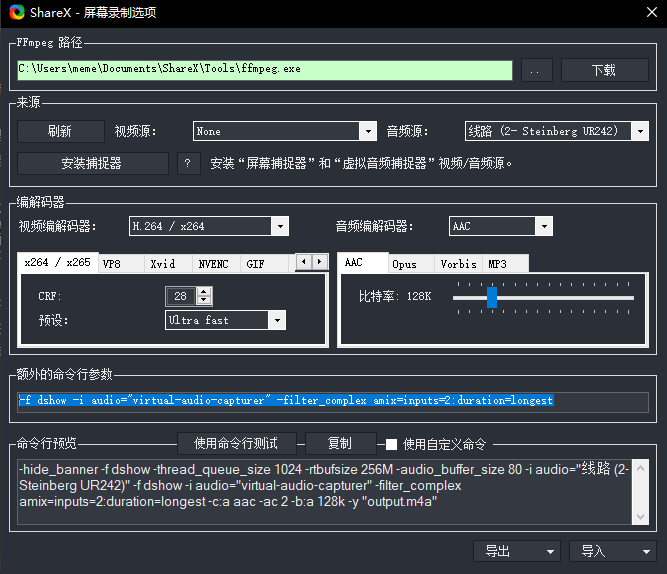 ShareX - 屏幕录制选项
FFmpeg 路径
C:\Users\meme\Documents\ShareX\Tools\ffmpeg.exe
..
下载
来源
刷新
视频源：
None
音频源：
线路 (2- Steinberg UR242)
安装捕捉器
?
安装“屏幕捕捉器”和“虚拟音频捕捉器”视频/音频源。
编解码器
视频编解码器：
H.264 / x264
音频编解码器：
AAC
x264 / x265
VP8
Xvid
NVENC
GIF
AAC
Opus
Vorbis
MP3
CRF:
28
预设：
Ultra fast
比特率: 128K
额外的命令行参数
-f dshow -i audio="virtual-audio-capturer" -filter_complex amix=inputs=2:duration=longest
命令行预览
使用命令行测试
复制
使用自定义命令
-hide_banner -f dshow -thread_queue_size 1024 -rtbufsize 256M -audio_buffer_size 80 -i audio="线路 (2-
Steinberg UR242)" -f dshow -i audio="virtual-audio-capturer" -filter_complex
amix=inputs=2:duration=longest -c:a aac -ac 2 -b:a 128k -y "output.m4a"
导出
导入